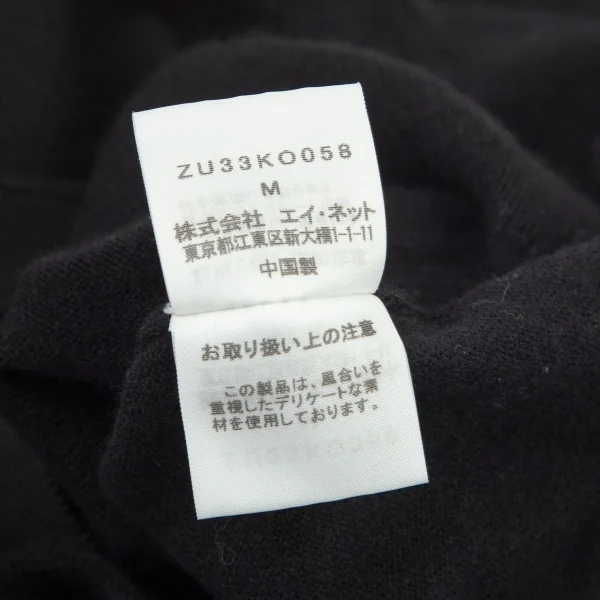 ZU33KO058
M
株式会社 エイ・ネット
東京都江東区新大橋1-1-11
中国製
お取り扱い上の注意
この製品は、風合いを
重視したデリケートな素
材を使用しております。